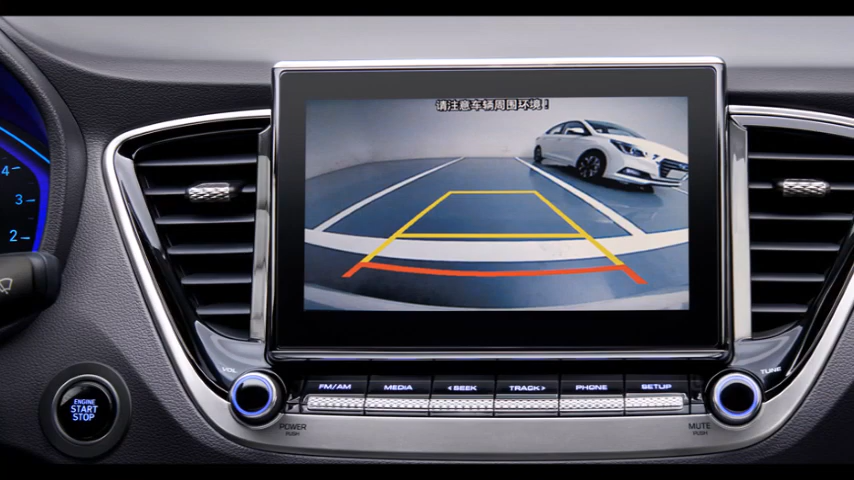 请注意车辆周围环境!
4
3
2
ENGINE
START
STOP
VOL
POWER
PUSH
FM/AM
MEDIA
<SEEK
TRACK>
PHONE
SETUP
TUNE
MUTE
PUSH